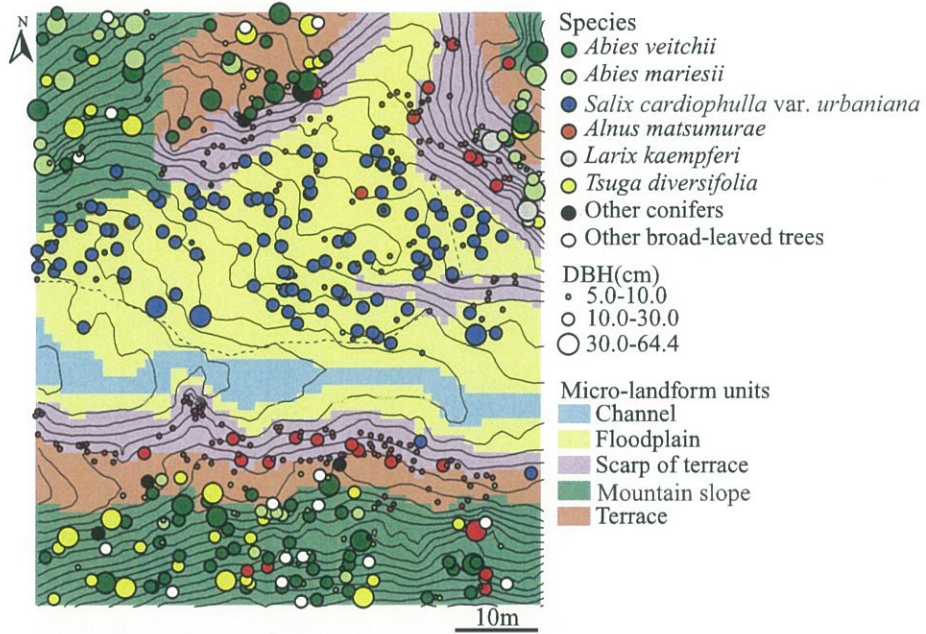 N
Species
Abies veitchii
Abies mariesii
Salix cardiophulla var. urbaniana
Alnus matsumurae
Larix kaempferi
Tsuga diversifolia
Other conifers
Other broad-leaved trees
DBH(cm)
5.0-10.0
10.0-30.0
30.0-64.4
Micro-landform units
Channel
Floodplain
Scarp of terrace
Mountain slope
Terrace
10m